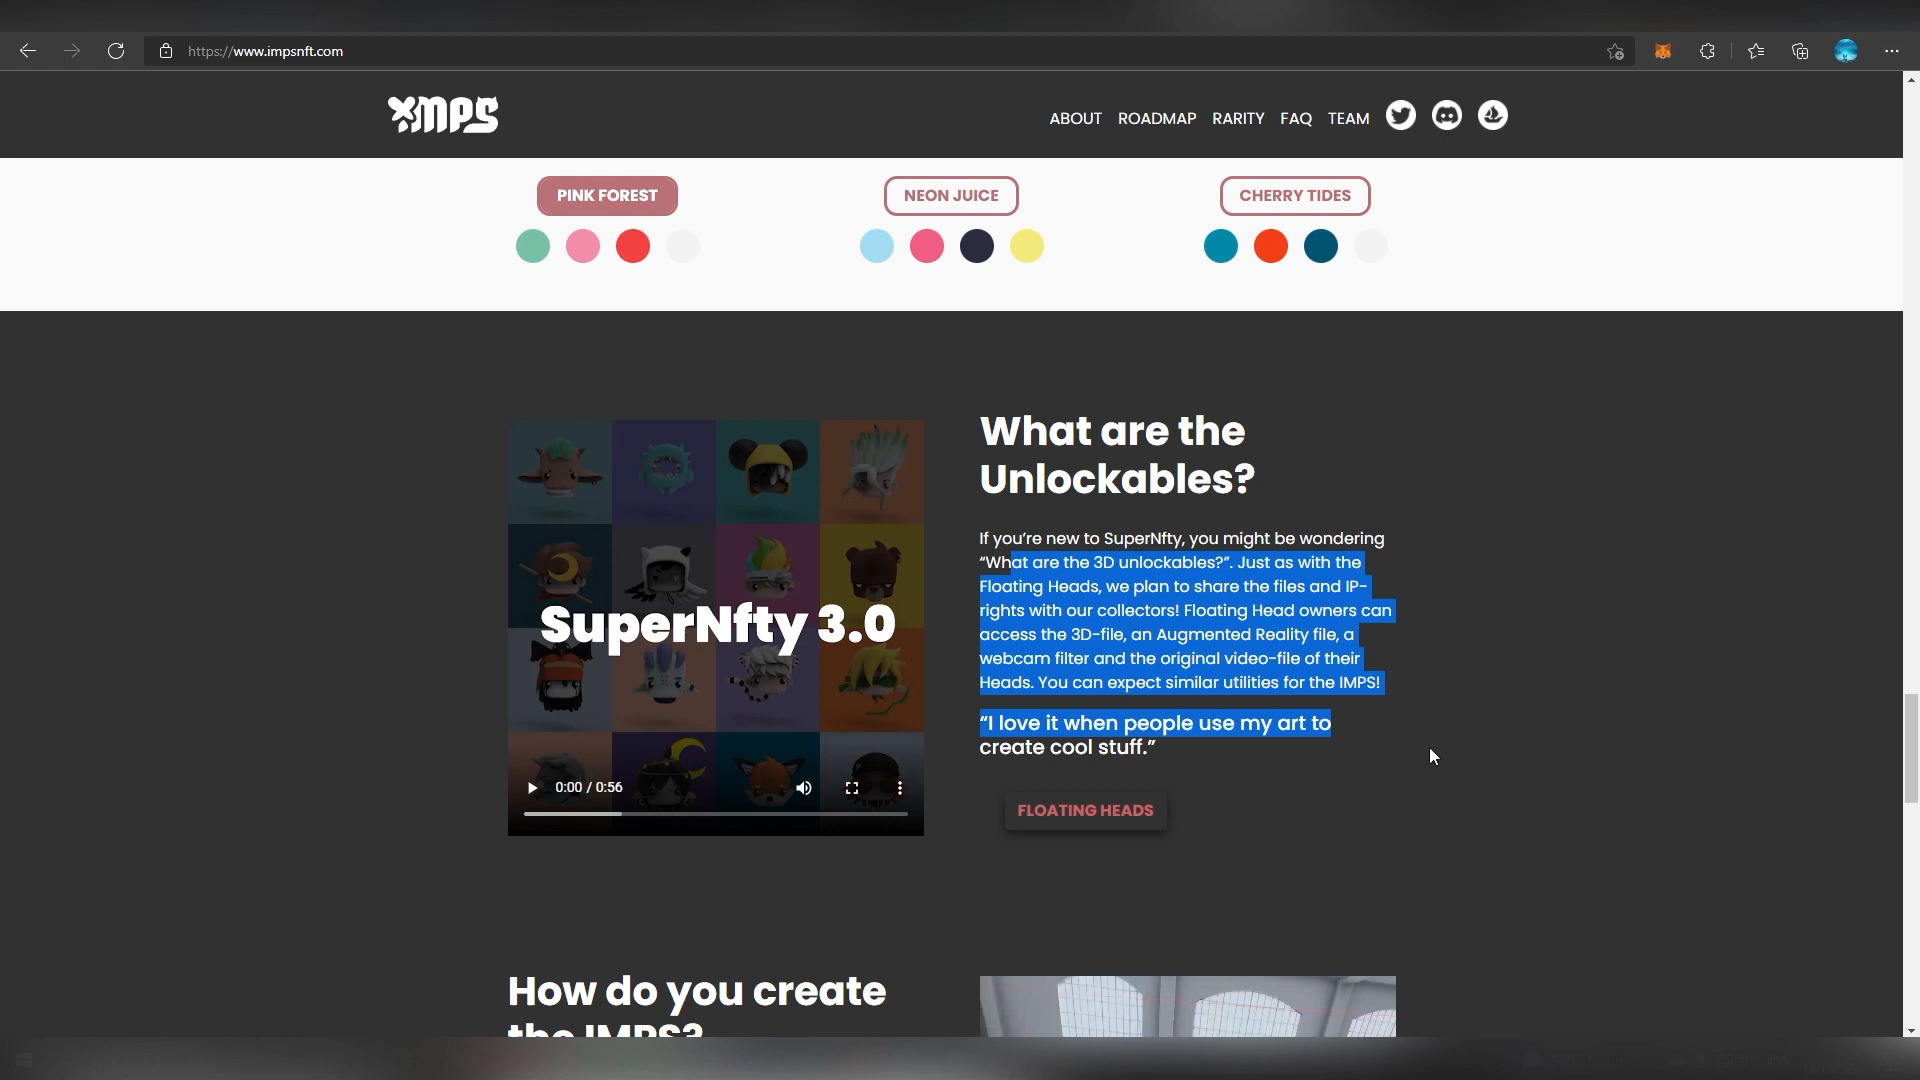 https://www.impsnft.com
IMPS
ABOUT ROADMAP RARITY FAQ TEAM
PINK FOREST NEON JUICE CHERRY TIDES
What are the
Unlockables?
If you’re new to SuperNfty, you might be wondering
“What are the 3D unlockables?”. Just as with the
Floating Heads, we plan to share the files and IP-
rights with our collectors! Floating Head owners can
access the 3D-file, an Augmented Reality file, a
webcam filter and the original video-file of their
Heads. You can expect similar utilities for the IMPS!
“I love it when people use my art to
create cool stuff.”
FLOATING HEADS
SuperNfty 3.0
0:00 / 0:56
How do you create
the IMPS?